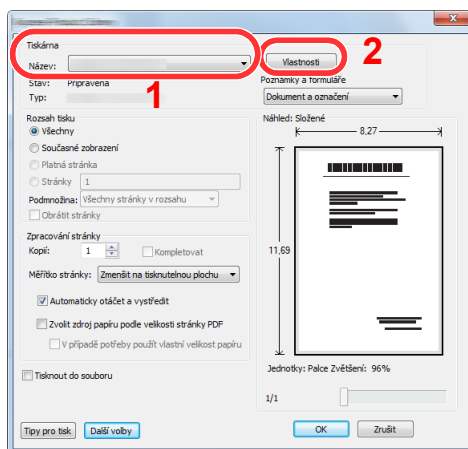 Tiskárna
Název:
1
Vlastnosti
2
Stav: Připravena
Typ:
Poznámky a formuláře
Dokument a označení
Rozsah tisku
Všechny
Současné zobrazení
Platná stránka
Stránky 1
Podmnožina: Všechny stránky v rozsahu
Obrátit stránky
Zpracování stránky
Kopií: 1 Kompletovat
Měřítko stránky: Zmenšit na tisknutelnou plochu
Automaticky otáčet a vystředit
Zvolit zdroj papíru podle velikosti stránky PDF
V případě potřeby použít vlastní velikost papíru
Tisknout do souboru
Náhled: Složené
8,27
11,69
Jednotky: Palce Zvětšení: 96%
1/1
Tipy pro tisk
Další volby
OK
Zrušit